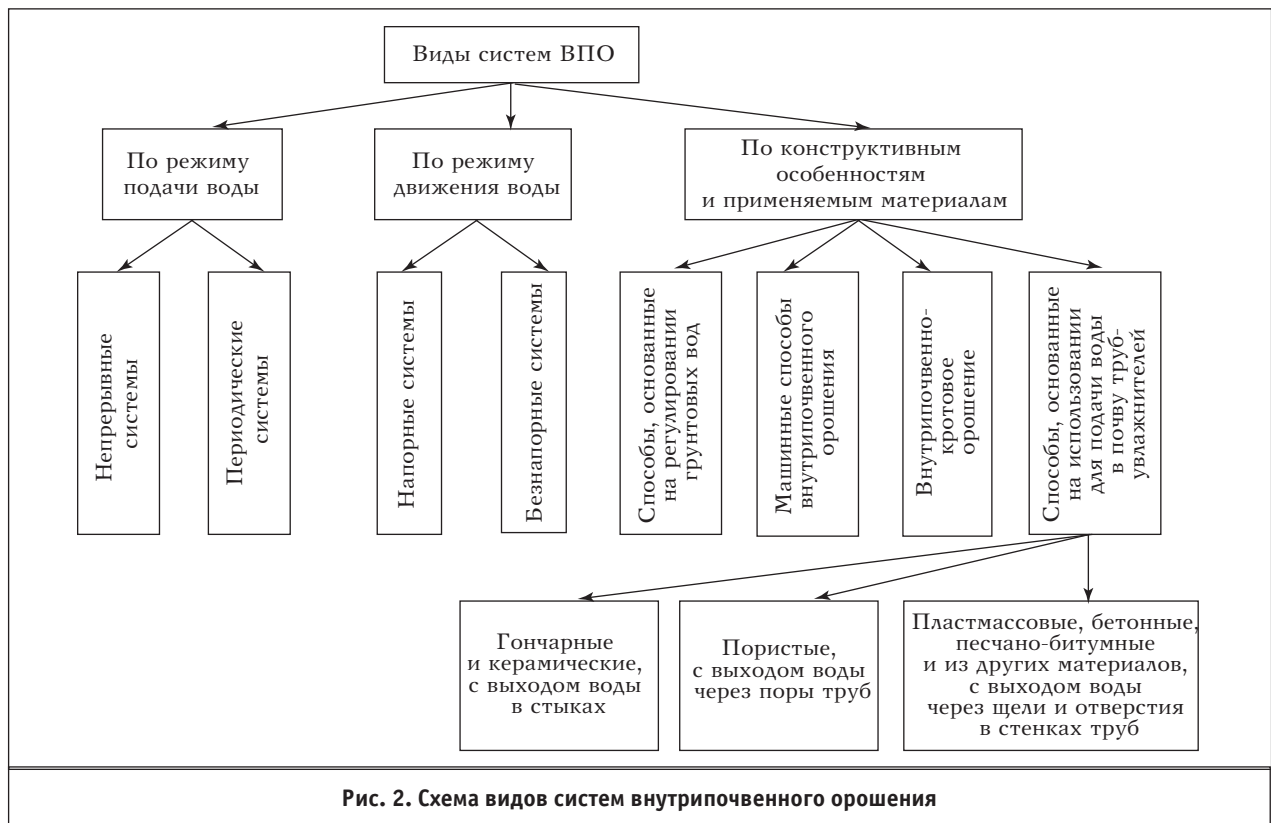 Виды систем ВПО
По режиму
подачи воды
По режиму
движения воды
По конструктивным
особенностям
и применяемым материалам
Непрерывные
системы
Периодические
системы
Напорные системы
Безнапорные системы
Способы, основанные
на регулировании
грунтовых вод
Машинные способы
внутрипочвенного
орошения
Внутрипочвенно-
кротовое
орошение
Способы, основанные
на использовании
для подачи воды
в почву труб-
увлажнителей
Гончарные
и керамические,
с выходом воды
в стыках
Пористые,
с выходом воды
через поры труб
Пластмассовые, бетонные,
песчано-битумные
и из других материалов,
с выходом воды
через щели и отверстия
в стенках труб
Рис. 2. Схема видов систем внутрипочвенного орошения